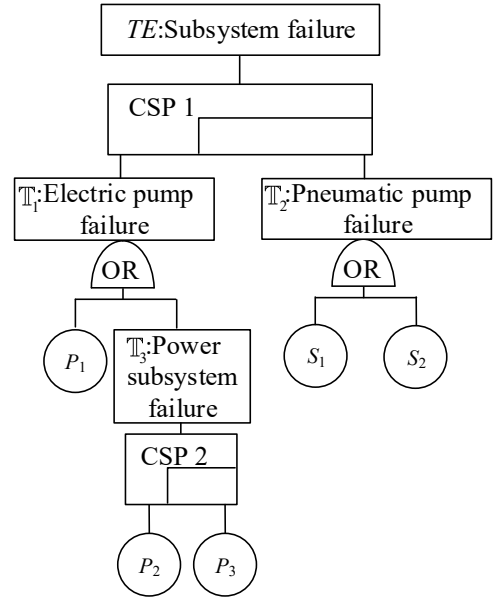 TE:Subsystem failure
CSP 1
𝕋₁:Electric pump
failure
𝕋₂:Pneumatic pump
failure
OR
OR
P₁
𝕋₃:Power
subsystem
failure
S₁
S₂
CSP 2
P₂
P₃